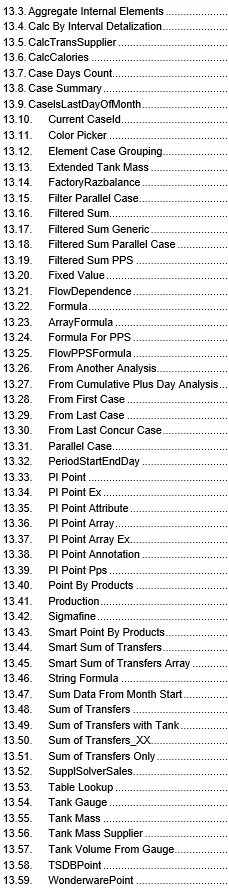 13.3. Aggregate Internal Elements
13.4. Calc By Interval Detalization
13.5. CalcTransSupplier
13.6. CalcCalories
13.7. Case Days Count
13.8. Case Summary
13.9. CaseIsLastDayOfMonth
13.10. Current CaseId
13.11. Color Picker
13.12. Element Case Grouping
13.13. Extended Tank Mass
13.14. FactoryRazbalance
13.15. Filter Parallel Case
13.16. Filtered Sum
13.17. Filtered Sum Generic
13.18. Filtered Sum Parallel Case
13.19. Filtered Sum PPS
13.20. Fixed Value
13.21. FlowDependence
13.22. Formula
13.23. ArrayFormula
13.24. Formula For PPS
13.25. FlowPPSFormula
13.26. From Another Analysis
13.27. From Cumulative Plus Day Analysis
13.28. From First Case
13.29. From Last Case
13.30. From Last Concur Case
13.31. Parallel Case
13.32. PeriodStartEndDay
13.33. PI Point
13.34. PI Point Ex
13.35. PI Point Attribute
13.36. PI Point Array
13.37. PI Point Array Ex
13.38. PI Point Annotation
13.39. PI Point Pps
13.40. Point By Products
13.41. Production
13.42. Sigmafine
13.43. Smart Point By Products
13.44. Smart Sum of Transfers
13.45. Smart Sum of Transfers Array
13.46. String Formula
13.47. Sum Data From Month Start
13.48. Sum of Transfers
13.49. Sum of Transfers with Tank
13.50. Sum of Transfers_XX
13.51. Sum of Transfers Only
13.52. SupplSolverSales
13.53. Table Lookup
13.54. Tank Gauge
13.55. Tank Mass
13.56. Tank Mass Supplier
13.57. Tank Volume From Gauge
13.58. TSDBPoint
13.59. WonderwarePoint